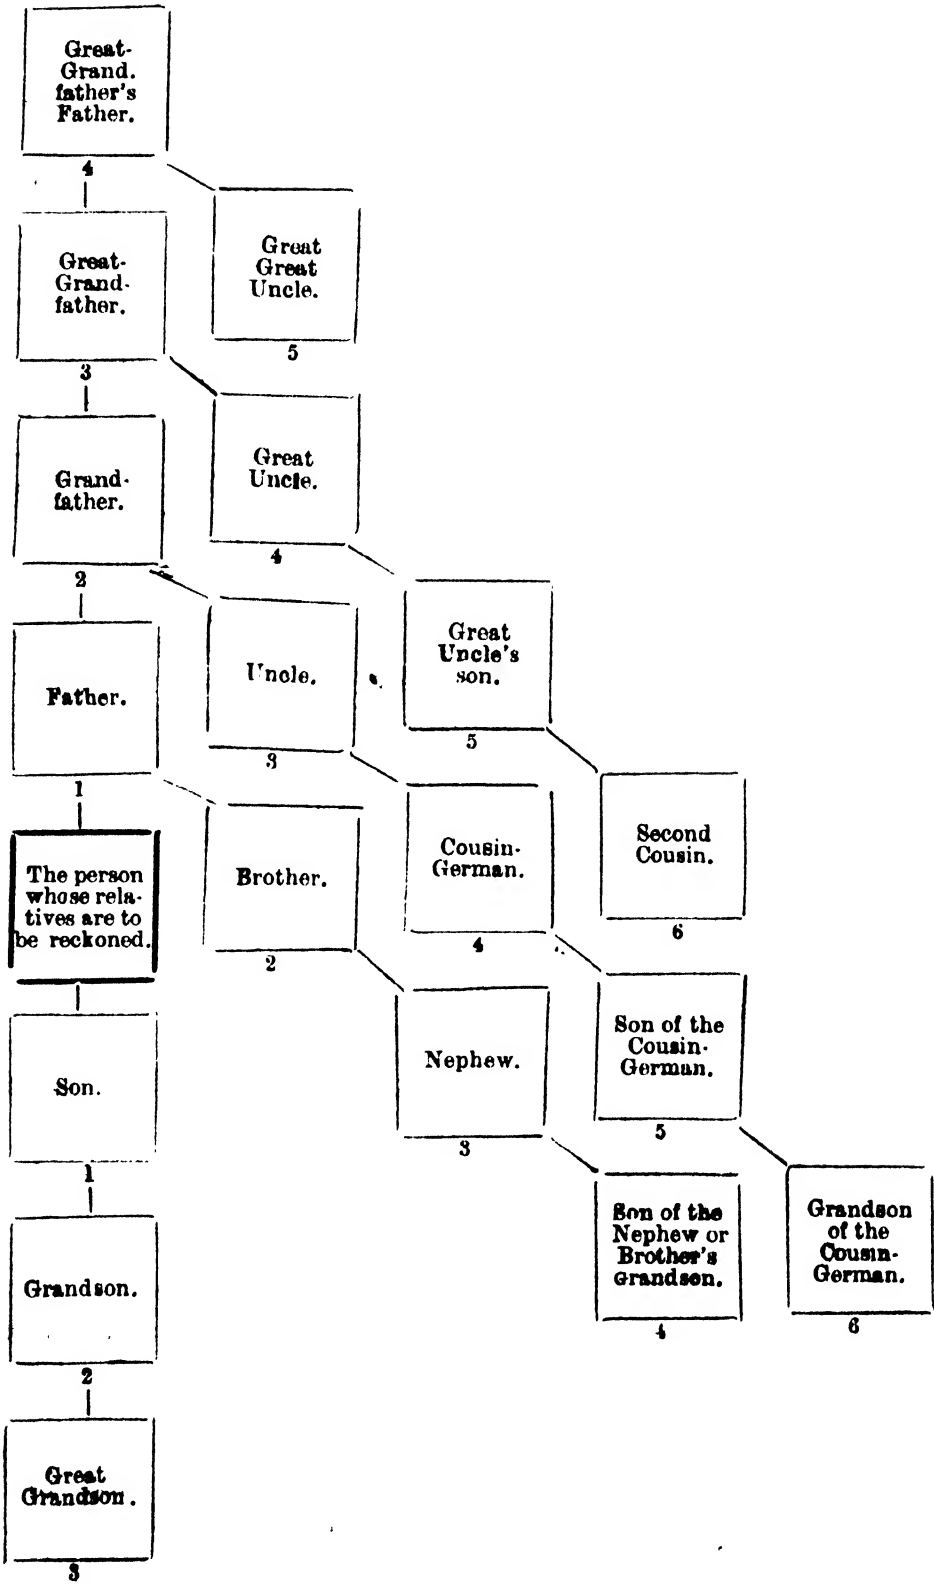 Great-
Grand.
father's
Father.
4
Great
Great
Uncle.
5
Great-
Grand-
father.
3
Great
Uncle.
4
Grand-
father.
2
Great
Uncle's
son.
5
Uncle.
3
Father.
1
Second
Cousin.
6
Cousin-
German.
4
Brother.
2
The person
whose rela-
tives are to
be reckoned.
Son of the
Cousin-
German.
5
Nephew.
3
Son.
1
Grandson
of the
Cousin-
German.
6
Son of the
Nephew or
Brother's
Grandson.
4
Grandson.
2
Great
Grandson.
3